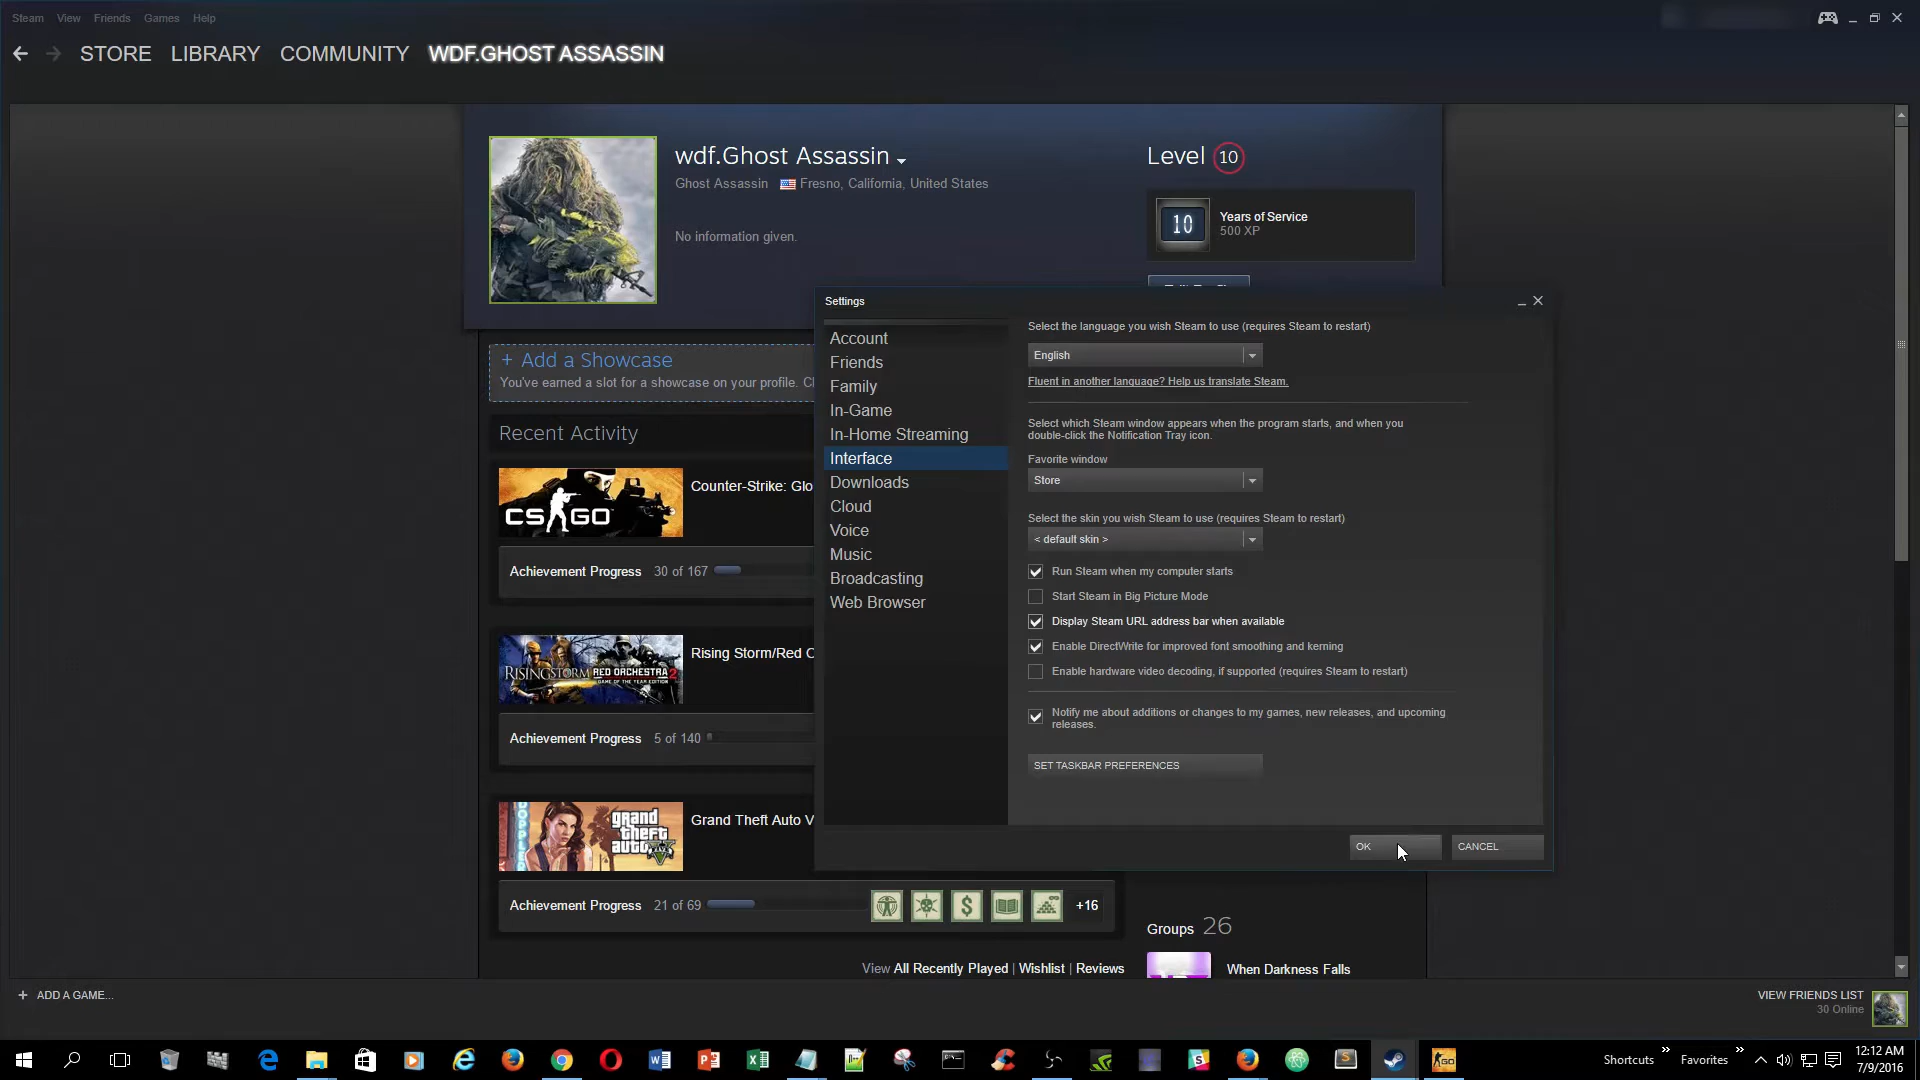 Steam View Friends Games Help
STORE LIBRARY COMMUNITY WDF.GHOST ASSASSIN
wdf.Ghost Assassin
Ghost Assassin Fresno, California, United States
No information given.
Level 10
10 Years of Service
500 XP
+ Add a Showcase
You've earned a slot for a showcase on your profile.
Recent Activity
CS GO
Counter-Strike: Glo
Achievement Progress 30 of 167
RISING STORM RED ORCHESTRA 2
GAME OF THE YEAR EDITION
Rising Storm/Red O
Achievement Progress 5 of 140
grand theft auto V
Grand Theft Auto V
Achievement Progress 21 of 69
+16
View All Recently Played | Wishlist | Reviews
Groups 26
When Darkness Falls
Settings
Account
Friends
Family
In-Game
In-Home Streaming
Interface
Downloads
Cloud
Voice
Music
Broadcasting
Web Browser
Select the language you wish Steam to use (requires Steam to restart)
English
Fluent in another language? Help us translate Steam.
Select which Steam window appears when the program starts, and when you
double-click the Notification Tray icon.
Favorite window
Store
Select the skin you wish Steam to use (requires Steam to restart)
< default skin >
Run Steam when my computer starts
Start Steam in Big Picture Mode
Display Steam URL address bar when available
Enable DirectWrite for improved font smoothing and kerning
Enable hardware video decoding, if supported (requires Steam to restart)
Notify me about additions or changes to my games, new releases, and upcoming
releases.
SET TASKBAR PREFERENCES
OK CANCEL
+ ADD A GAME...
VIEW FRIENDS LIST
30 Online
Shortcuts » Favorites »
12:12 AM
7/9/2016